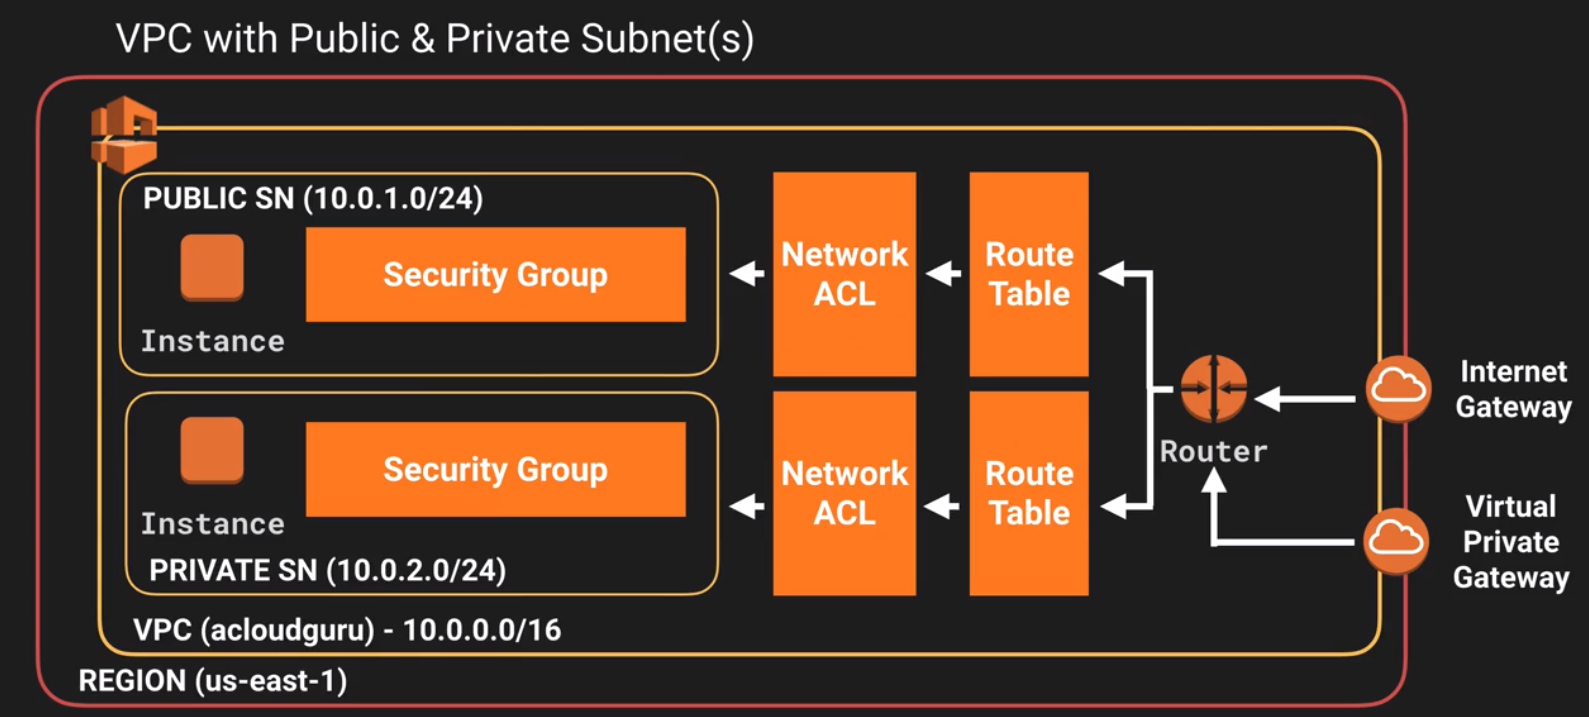 VPC with Public & Private Subnet(s)
PUBLIC SN (10.0.1.0/24)
Security Group
Instance
Network
ACL
Route
Table
Security Group
Instance
PRIVATE SN (10.0.2.0/24)
Network
ACL
Route
Table
Router
Internet
Gateway
Virtual
Private
Gateway
VPC (acloudguru) - 10.0.0.0/16
REGION (us-east-1)